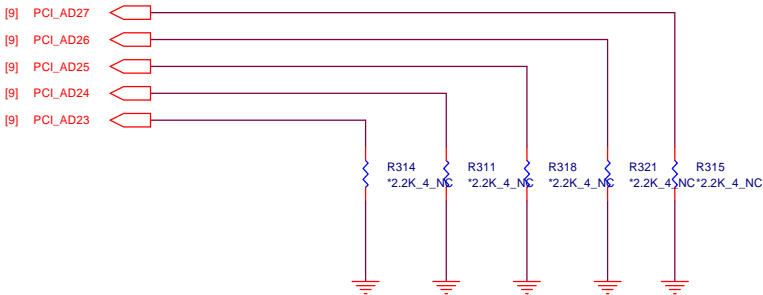 [9] PCI_AD27
[9] PCI_AD26
[9] PCI_AD25
[9] PCI_AD24
[9] PCI_AD23
R314 R311 R318 R321 R315
*2.2K_4_NC *2.2K_4_NC *2.2K_4_NC *2.2K_4_NC *2.2K_4_NC